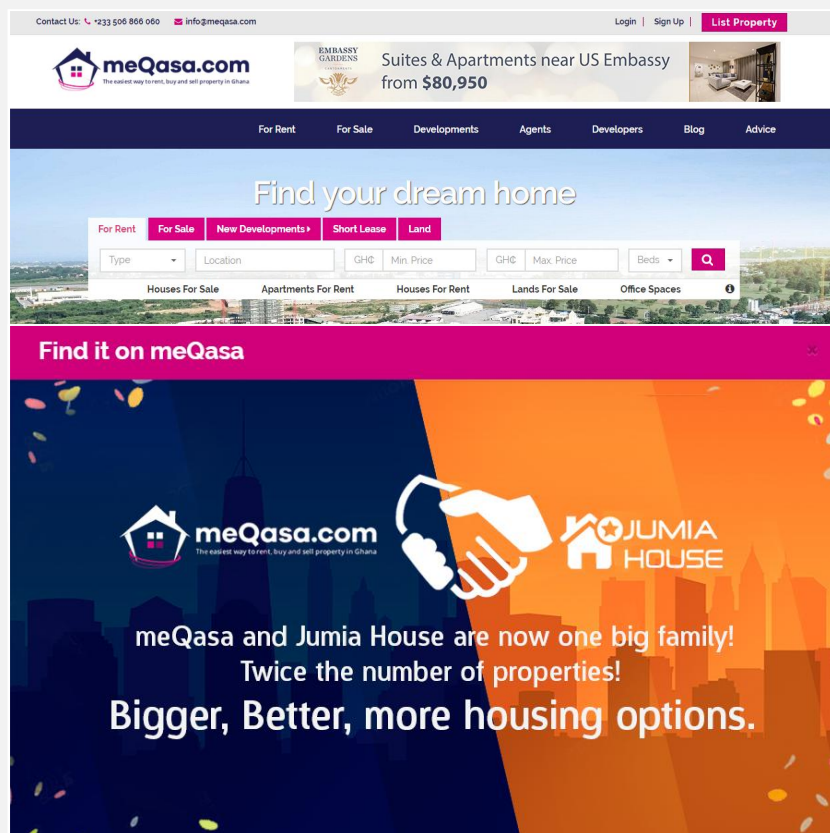 Contact Us: +233 506 866 060 info@meqasa.com Login | Sign Up | List Property
meQasa.com
The easiest way to rent, buy and sell property in Ghana
EMBASSY
GARDENS
Suites & Apartments near US Embassy
from $80,950
For Rent For Sale Developments Agents Developers Blog Advice
Find your dream home
For Rent For Sale New Developments Short Lease Land
Type Location GH₵ Min. Price GH₵ Max. Price Beds
Houses For Sale Apartments For Rent Houses For Rent Lands For Sale Office Spaces
Find it on meQasa ×
meQasa.com
The easiest way to rent, buy and sell property in Ghana
JUMIA
HOUSE
meQasa and Jumia House are now one big family!
Twice the number of properties!
Bigger, Better, more housing options.